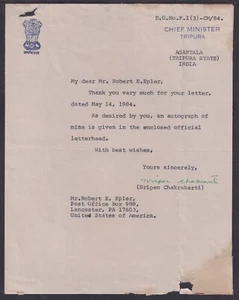 D.O.No.F.1(3)-CM/84.
CHIEF MINISTER
TRIPURA
AGARTALA
(TRIPURA STATE)
INDIA
My dear Mr. Robert E.Epler,
Thank you very much for your letter,
dated May 14, 1984.
As desired by you, an autograph of
mine is given in the enclosed official
letterhead.
With best wishes,
Yours sincerely,
Nripen Chakrabarti
(Nripen Chakrabarti)
Mr.Robert E. Epler,
Post Office Box 988,
Lancaster, PA 17603,
United States of America.